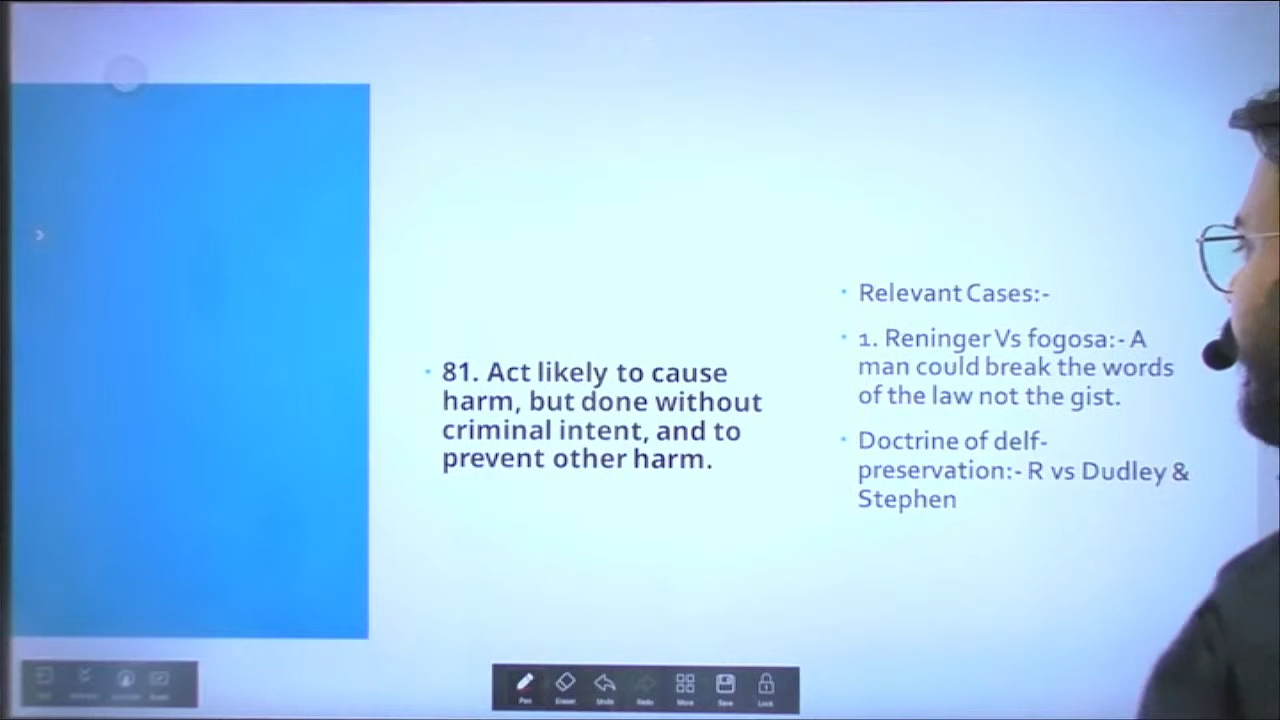 81. Act likely to cause
harm, but done without
criminal intent, and to
prevent other harm.
Relevant Cases:-
1. Reninger Vs fogosa:- A
man could break the words
of the law not the gist.
Doctrine of delf-
preservation:- R vs Dudley &
Stephen
Pen Eraser Undo Redo More Save Lock